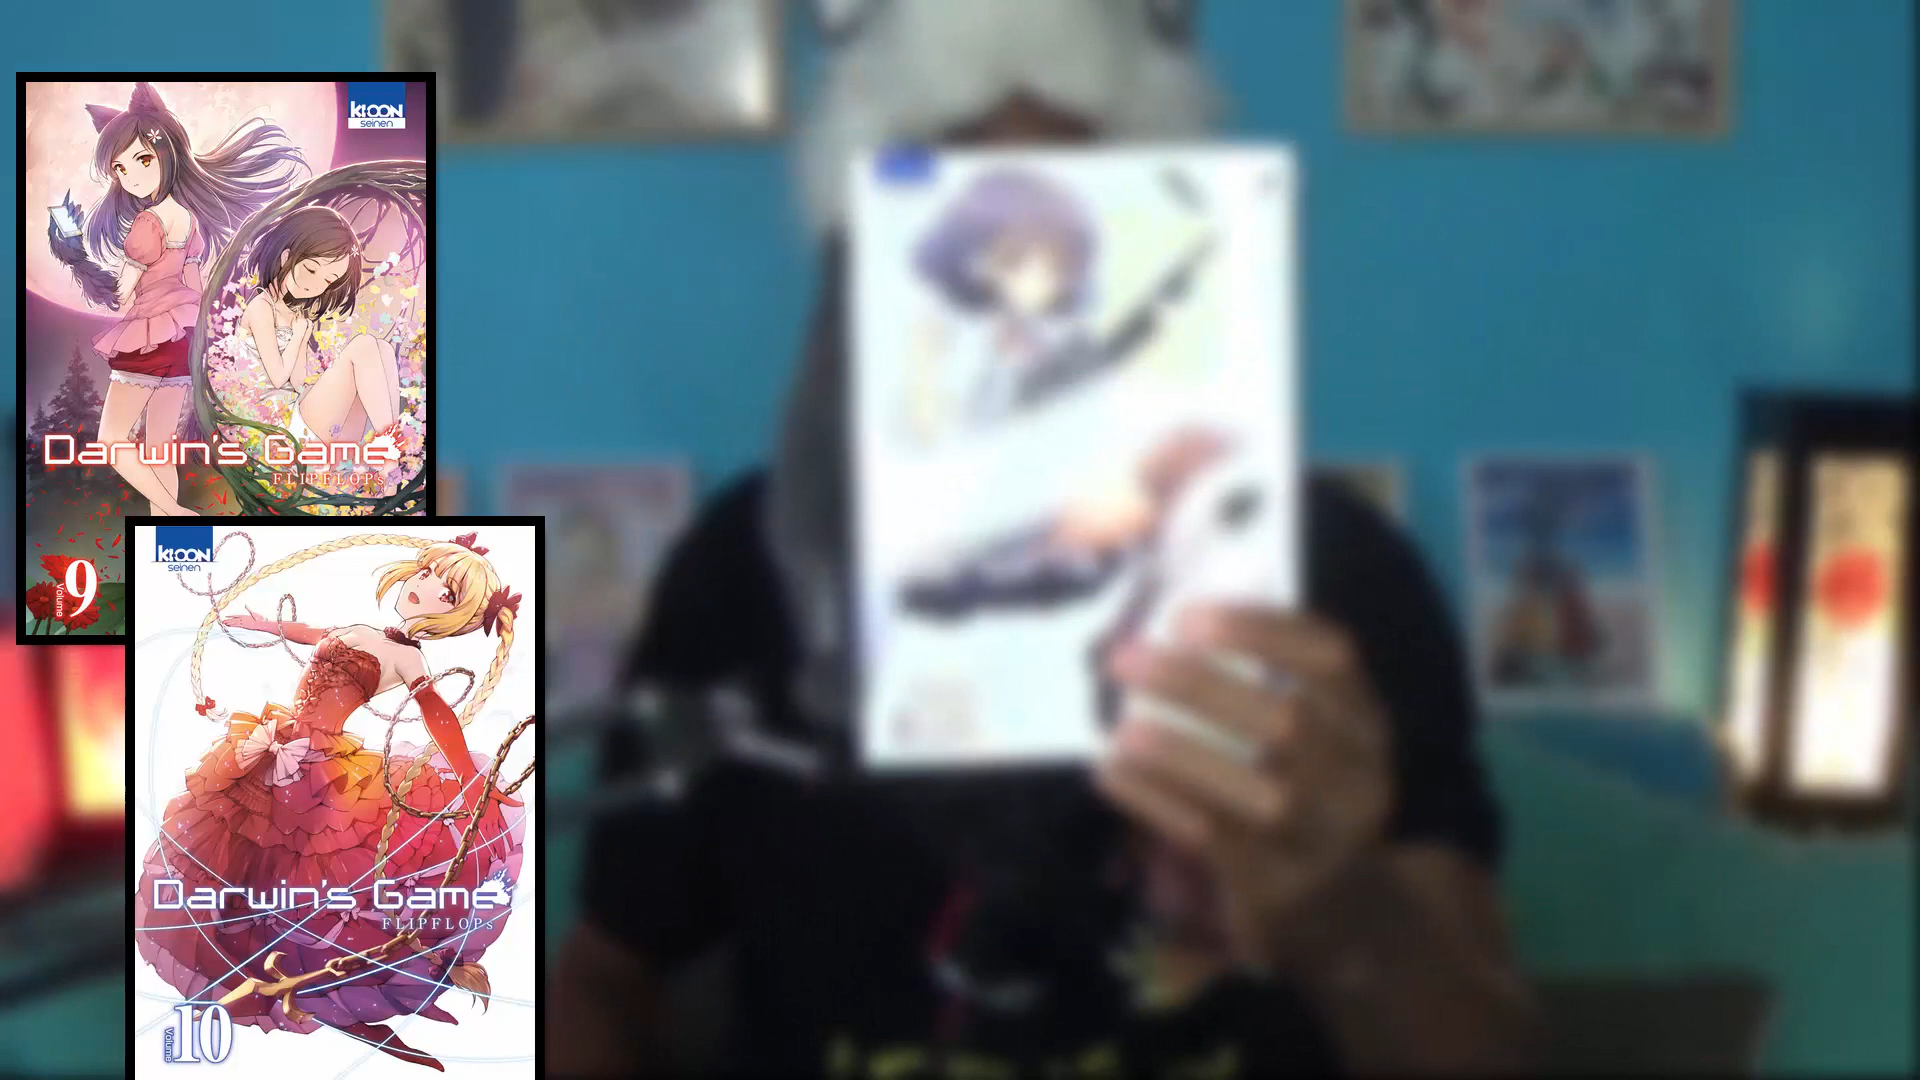 KI-OON
seinen
Darwin's Game
FLIPFLOPs
Volume 9
KI-OON
seinen
Darwin's Game
FLIPFLOPs
Volume 10